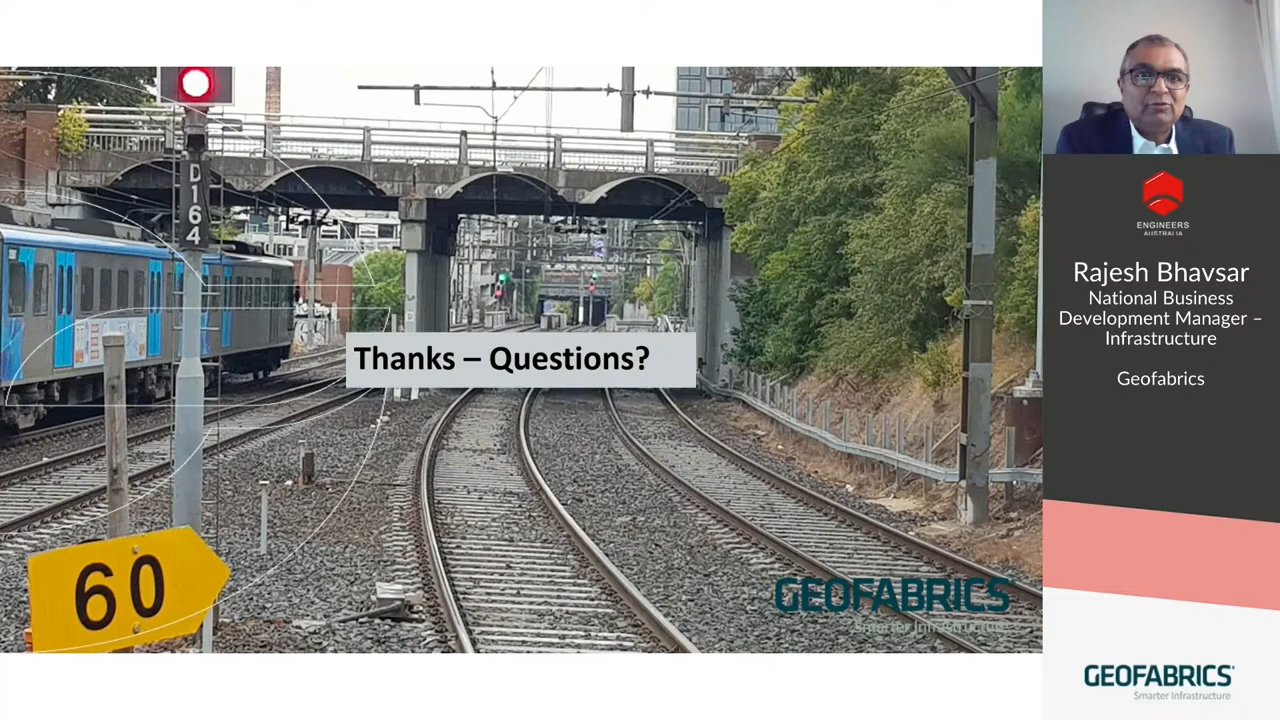 D164
Thanks – Questions?
60
GEOFABRICS
Smarter Infrastructure
ENGINEERS
AUSTRALIA
Rajesh Bhavsar
National Business
Development Manager –
Infrastructure
Geofabrics
GEOFABRICS
Smarter Infrastructure